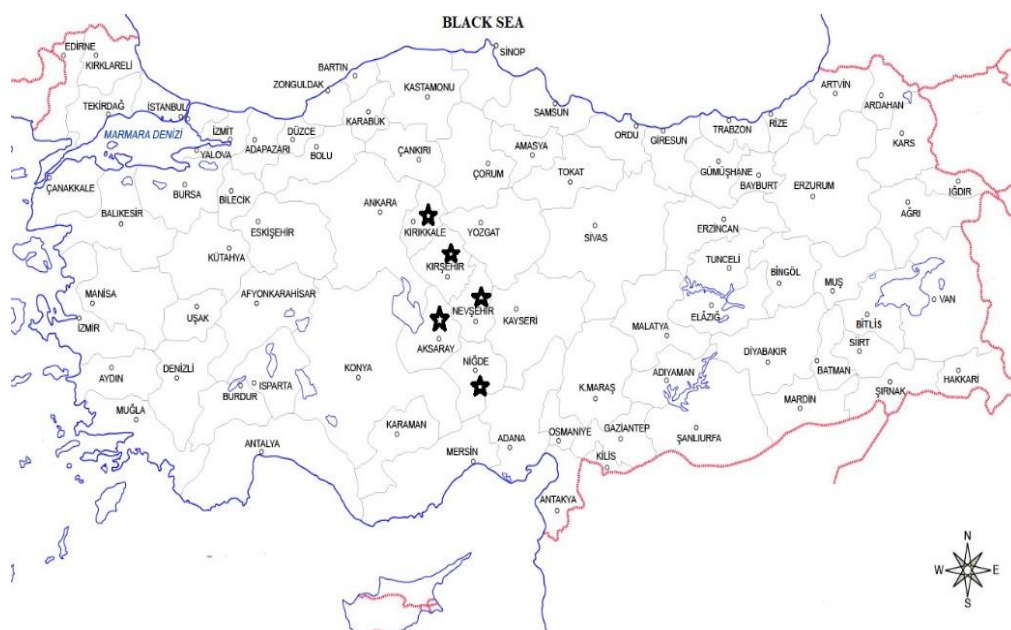 BLACK SEA
EDİRNE
KIRKLARELİ
SİNOP
BARTIN
ZONGULDAK
KASTAMONU
ARTVİN
ARDAHAN
TEKİRDAĞ
İSTANBUL
KARABÜK
SAMSUN
ORDU
GİRESUN
TRABZON
RİZE
MARMARA DENİZİ
İZMİT
ADAPAZARI
DÜZCE
BOLU
YALOVA
ÇANKIRI
AMASYA
ÇORUM
TOKAT
GÜMÜŞHANE
BAYBURT
ERZURUM
KARS
IĞDIR
ÇANAKKALE
BURSA
BİLECİK
BALIKESİR
ESKİŞEHİR
ANKARA
KIRIKKALE
YOZGAT
SİVAS
ERZİNCAN
AĞRI
KÜTAHYA
KIRŞEHİR
TUNCELİ
BİNGÖL
MUŞ
VAN
MANİSA
İZMİR
UŞAK
AFYONKARAHİSAR
NEVŞEHİR
KAYSERİ
MALATYA
ELÂZIĞ
BİTLİS
AKSARAY
SİİRT
AYDIN
DENİZLİ
BURDUR
ISPARTA
KONYA
NİĞDE
K.MARAŞ
ADIYAMAN
DİYABAKIR
BATMAN
ŞIRNAK
HAKKARİ
MARDİN
MUĞLA
ANTALYA
KARAMAN
MERSİN
ADANA
OSMANİYE
GAZİANTEP
ŞANLIURFA
KİLİS
ANTAKYA
N
W E
S